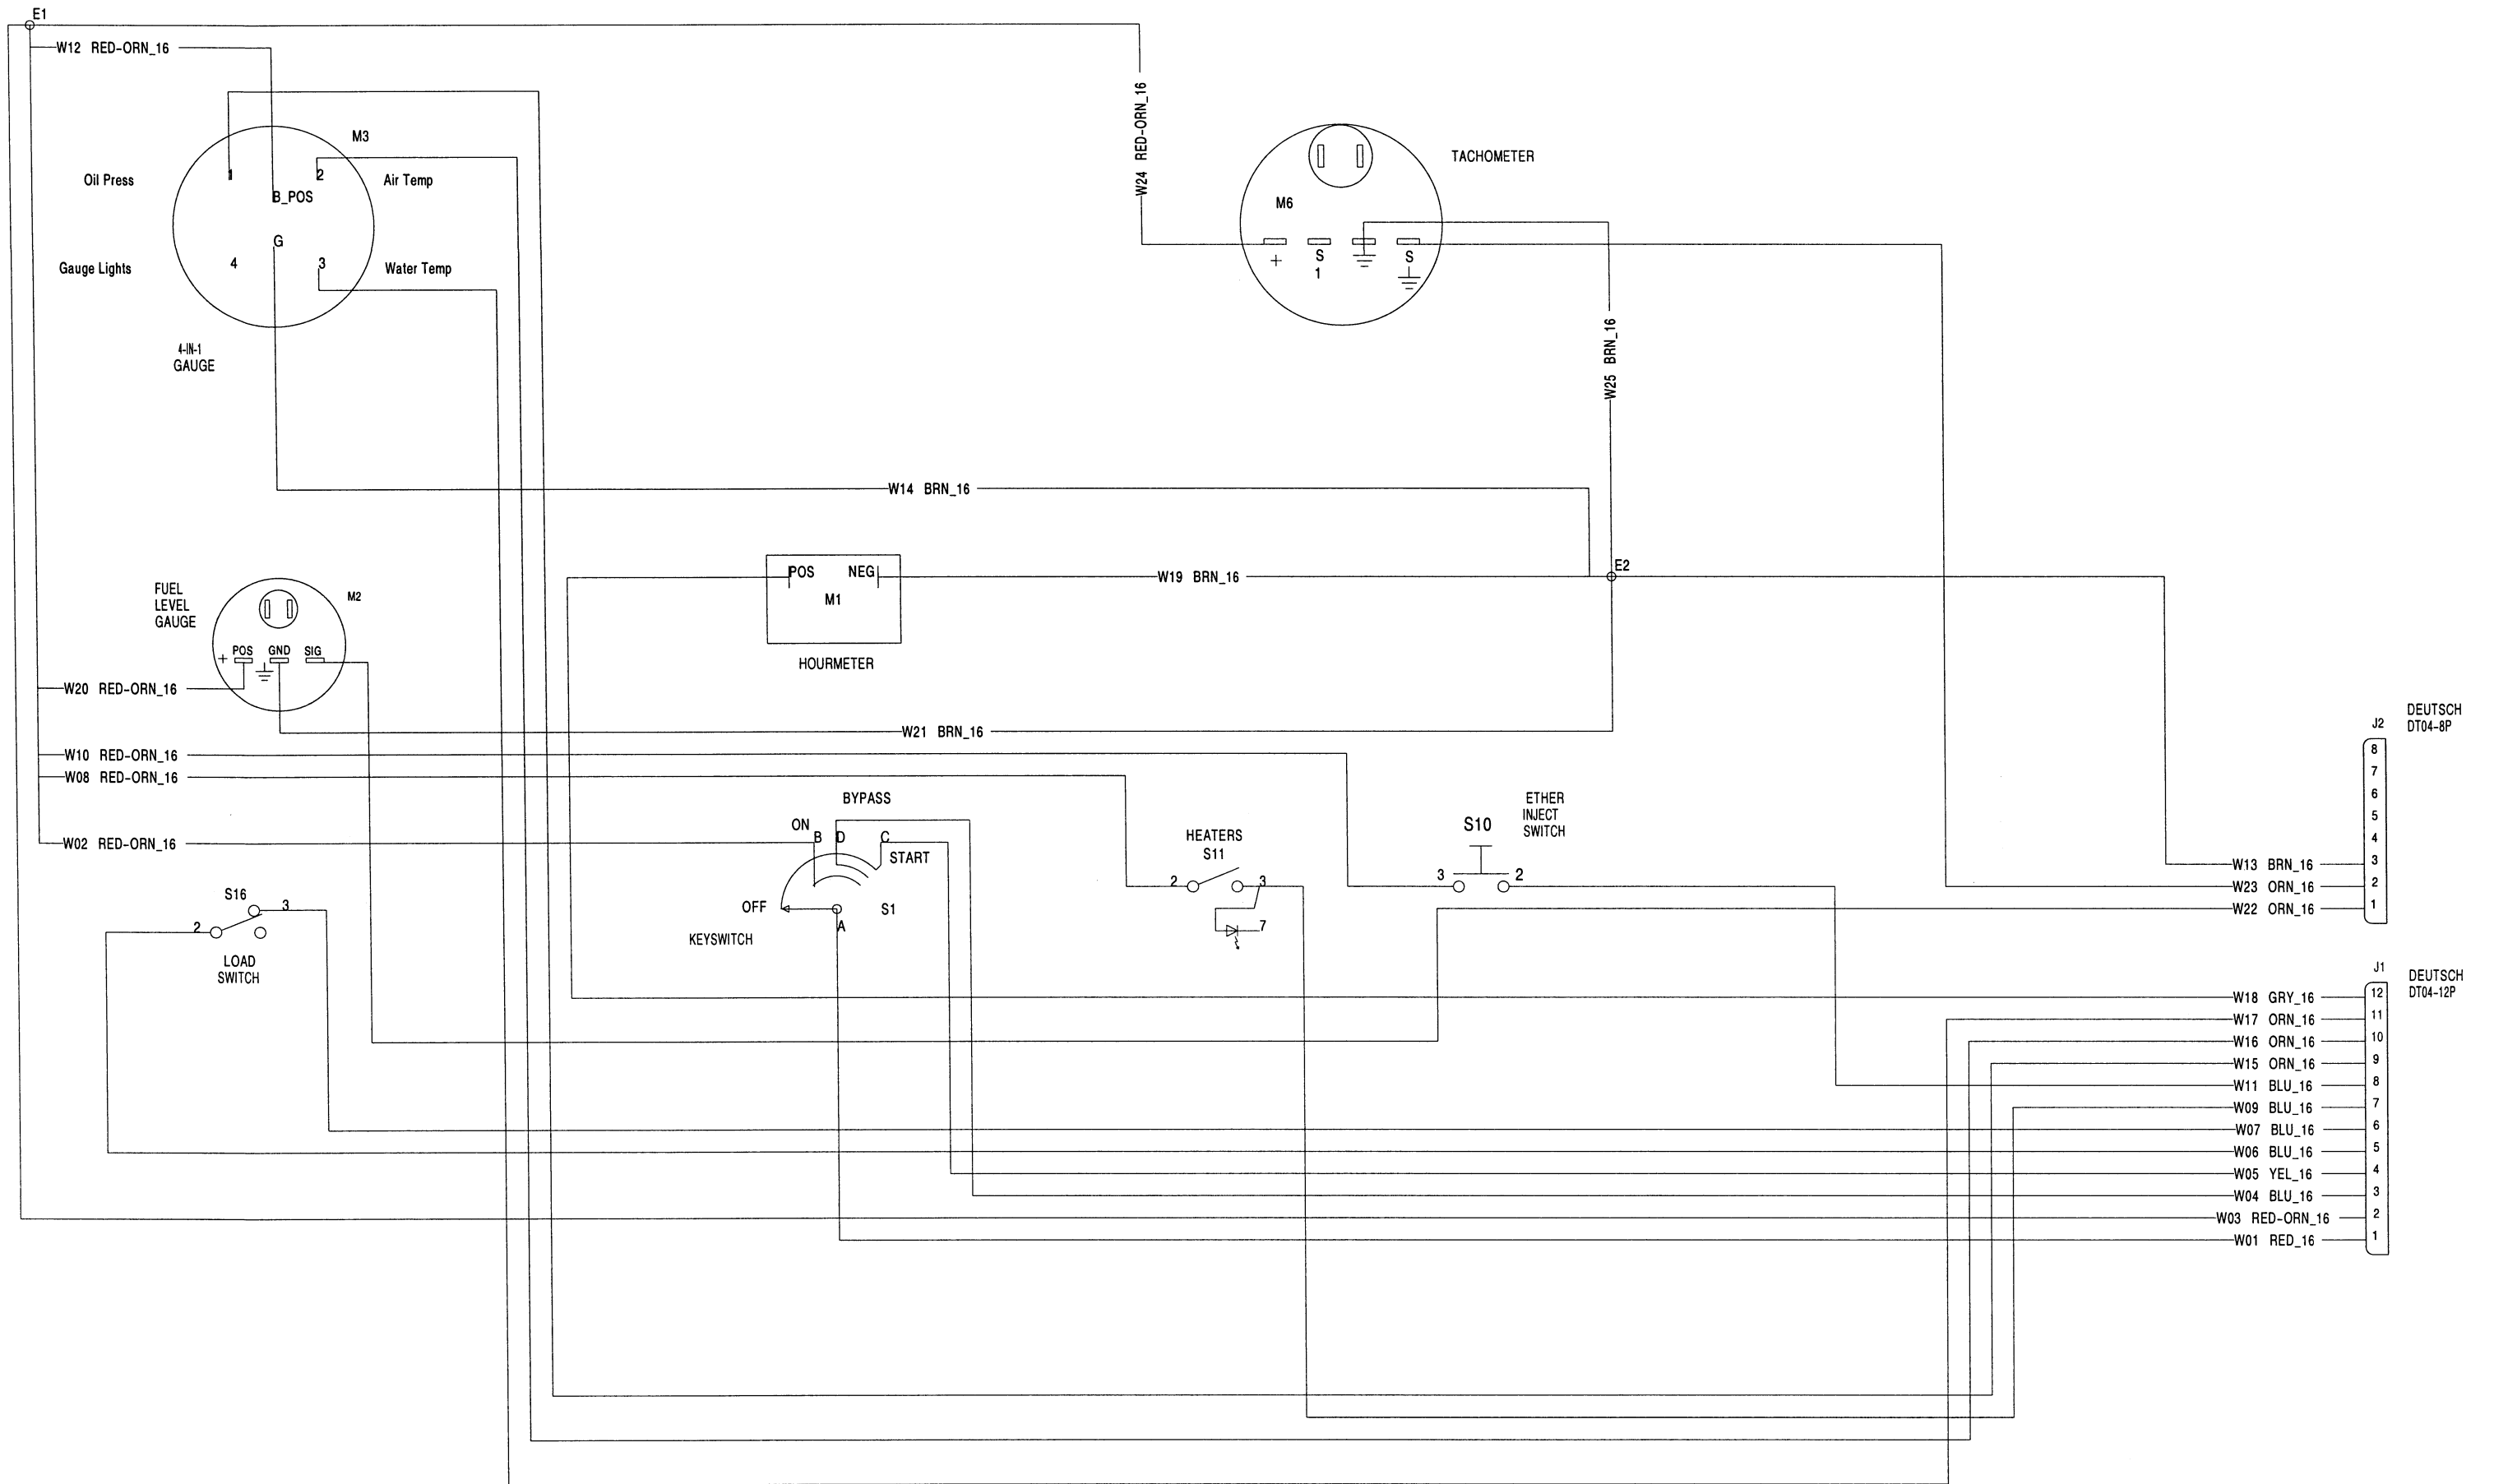 E1
W12 RED-ORN_16
W24 RED-ORN_16
M3
Oil Press
1
2
Air Temp
B_POS
G
Gauge Lights
4
3
Water Temp
4-IN-1
GAUGE
TACHOMETER
M6
+
S
1
S
W25 BRN_16
W14 BRN_16
FUEL
LEVEL
GAUGE
M2
+ POS GND SIG
POS NEG
M1
HOURMETER
W19 BRN_16
E2
W20 RED-ORN_16
W21 BRN_16
W10 RED-ORN_16
W08 RED-ORN_16
W02 RED-ORN_16
BYPASS
ON
B D C
START
OFF
S1
A
KEYSWITCH
S16
3
2
LOAD
SWITCH
HEATERS
S11
2
3
7
S10
ETHER
INJECT
SWITCH
3
2
J2
DEUTSCH
DT04-8P
8
7
6
5
4
W13 BRN_16 3
W23 ORN_16 2
W22 ORN_16 1
J1
DEUTSCH
DT04-12P
W18 GRY_16 12
W17 ORN_16 11
W16 ORN_16 10
W15 ORN_16 9
W11 BLU_16 8
W09 BLU_16 7
W07 BLU_16 6
W06 BLU_16 5
W05 YEL_16 4
W04 BLU_16 3
W03 RED-ORN_16 2
W01 RED_16 1